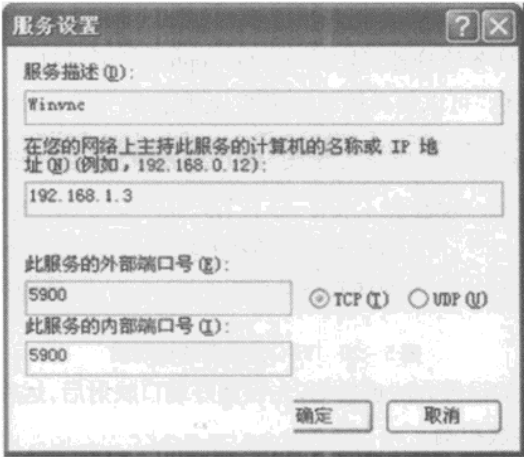 服务设置
服务描述(D):
Winvnc
在您的网络上主持此服务的计算机的名称或 IP 地
址(N)(例如，192.168.0.12):
192.168.1.3
此服务的外部端口号(E):
5900
TCP(T) UDP(U)
此服务的内部端口号(I):
5900
确定 取消